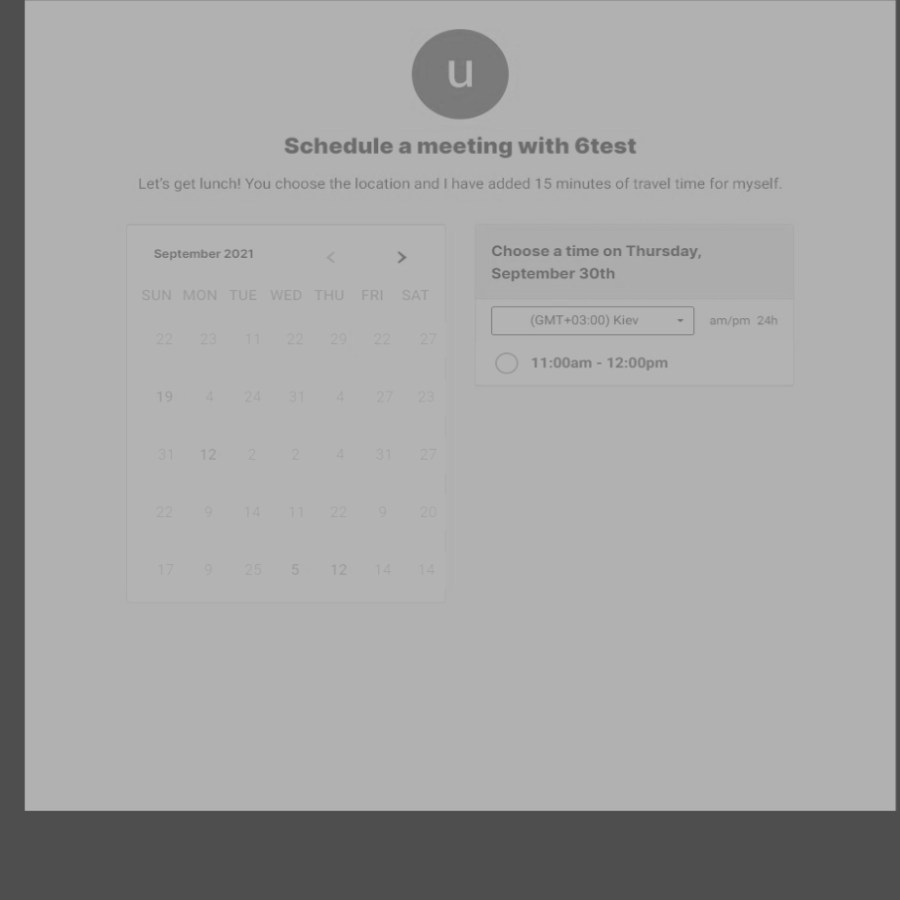 u
Schedule a meeting with 6test
Let's get lunch! You choose the location and I have added 15 minutes of travel time for myself.
September 2021 < >
SUN MON TUE WED THU FRI SAT
22 23 11 22 29 22 27
19 4 24 31 4 27 23
31 12 2 2 4 31 27
22 9 14 11 22 9 20
17 9 25 5 12 14 14
Choose a time on Thursday,
September 30th
(GMT+03:00) Kiev am/pm 24h
11:00am - 12:00pm